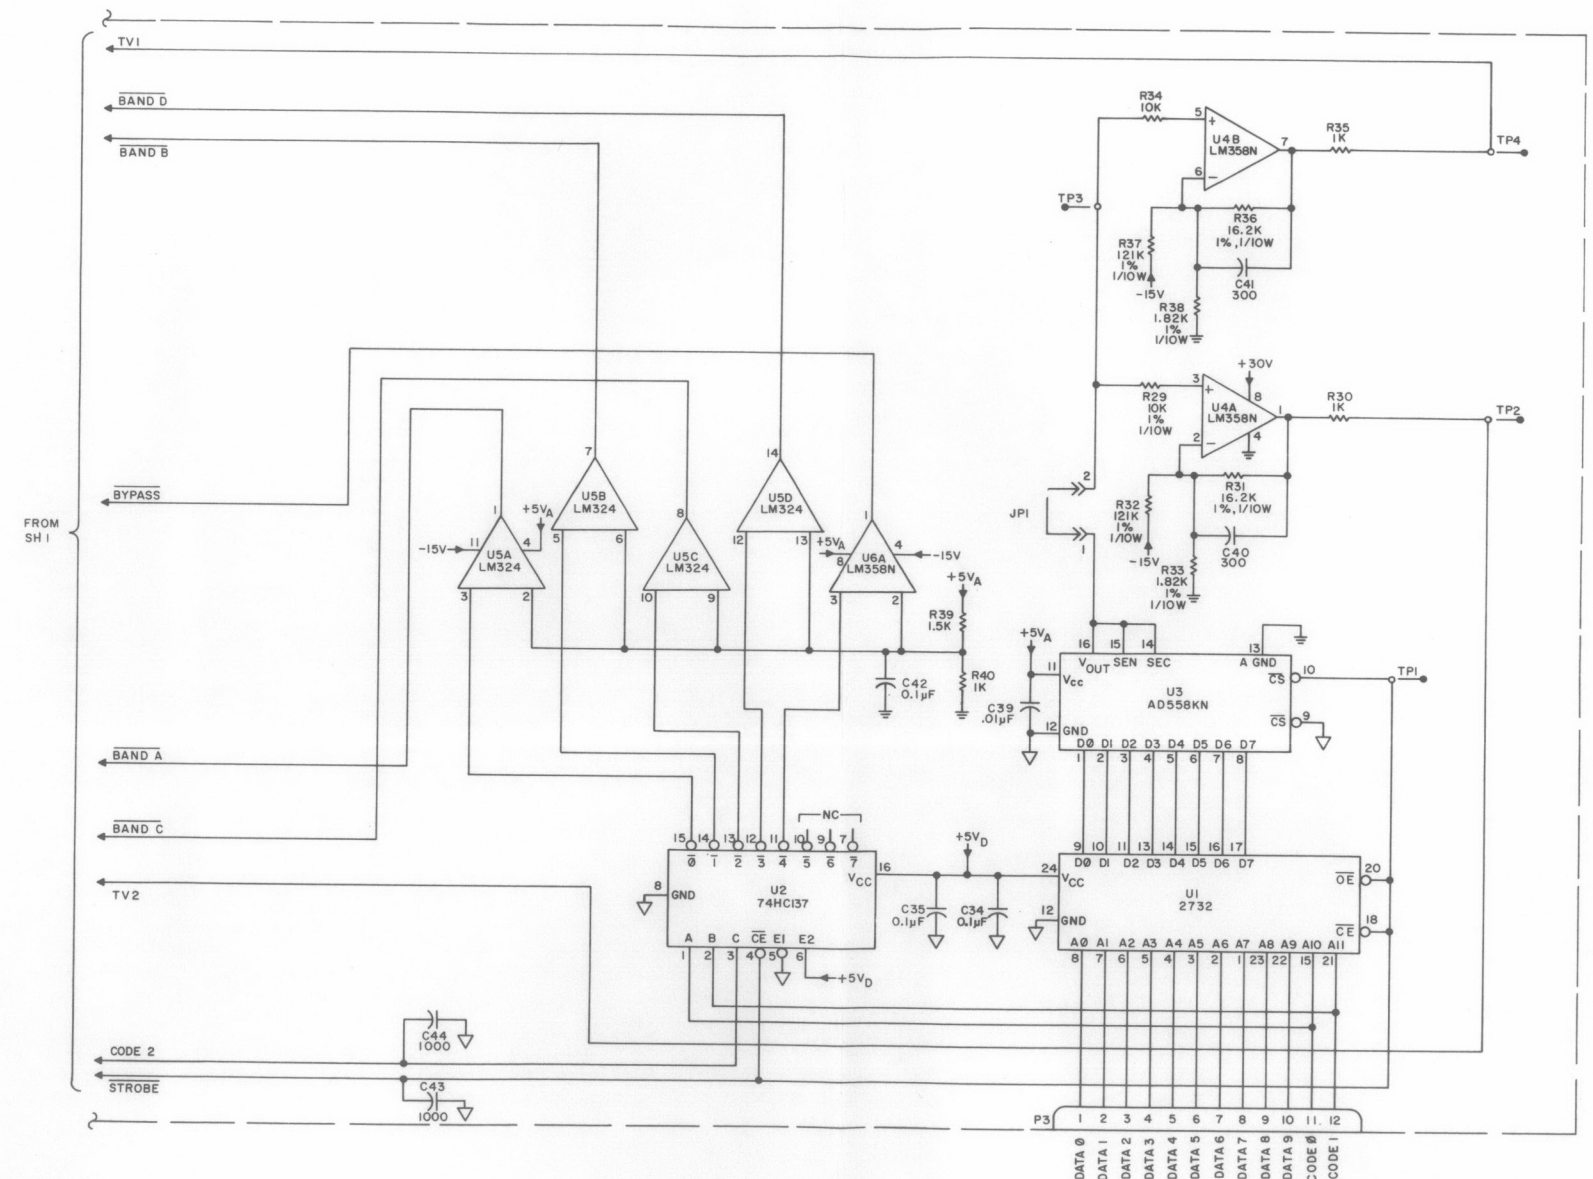 TV1
BAND D
BAND B
R34
10K
5
+
U4B
LM358N
7
6
−
R35
1K
TP4
TP3
R36
16.2K
1%,1/10W
R37
121K
1%
1/10W
-15V
C41
300
R38
1.82K
1%
1/10W
+30V
3
+
8
U4A
LM358N
1
2
−
4
R29
10K
1%
1/10W
R30
1K
TP2
R31
16.2K
1%,1/10W
R32
121K
1%
1/10W
-15V
C40
300
R33
1.82K
1%
1/10W
2
JP1
1
BYPASS
FROM
SH 1
1
-15V
11
4
+5VA
U5A
LM324
3
2
7
U5B
LM324
5
6
8
U5C
LM324
10
9
14
U5D
LM324
12
13
1
+5VA
8
4
-15V
U6A
LM358N
3
2
+5VA
R39
1.5K
R40
1K
C42
0.1µF
+5VA
16
15
14
13
VOUT
SEN
SEC
A GND
11
VCC
CS
10
TP1
U3
AD558KN
C39
.01µF
12
GND
CS
9
D0 D1 D2 D3 D4 D5 D6 D7
1 2 3 4 5 6 7 8
BAND A
BAND C
TV2
NC
15 14 13 12 11 10 9 7
0 1 2 3 4 5 6 7
VCC
16
8
GND
U2
74HC137
A B C CE E1 E2
1 2 3 4 5 6
+5VD
+5VD
C35
0.1µF
C34
0.1µF
9 10 11 13 14 15 16 17
D0 D1 D2 D3 D4 D5 D6 D7
24
VCC
OE
20
U1
2732
12
GND
CE
18
A0 A1 A2 A3 A4 A5 A6 A7 A8 A9 A10 A11
8 7 6 5 4 3 2 1 23 22 15 21
C44
1000
CODE 2
STROBE
C43
1000
P3
1 2 3 4 5 6 7 8 9 10 11 12
DATA 0
DATA 1
DATA 2
DATA 3
DATA 4
DATA 5
DATA 6
DATA 7
DATA 8
DATA 9
CODE 0
CODE 1